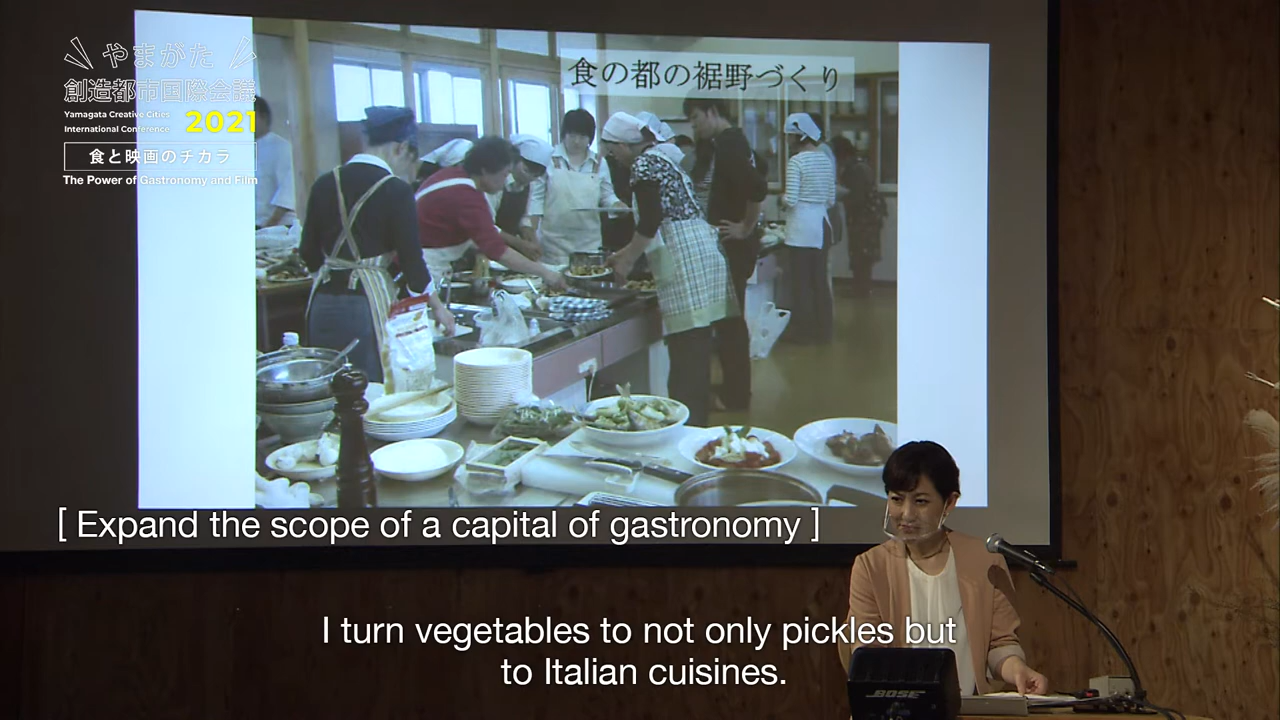 やまがた
創造都市国際会議
Yamagata Creative Cities
International Conference
2021
食と映画のチカラ
The Power of Gastronomy and Film
食の都の裾野づくり
[ Expand the scope of a capital of gastronomy ]
I turn vegetables to not only pickles but
to Italian cuisines.
BOSE